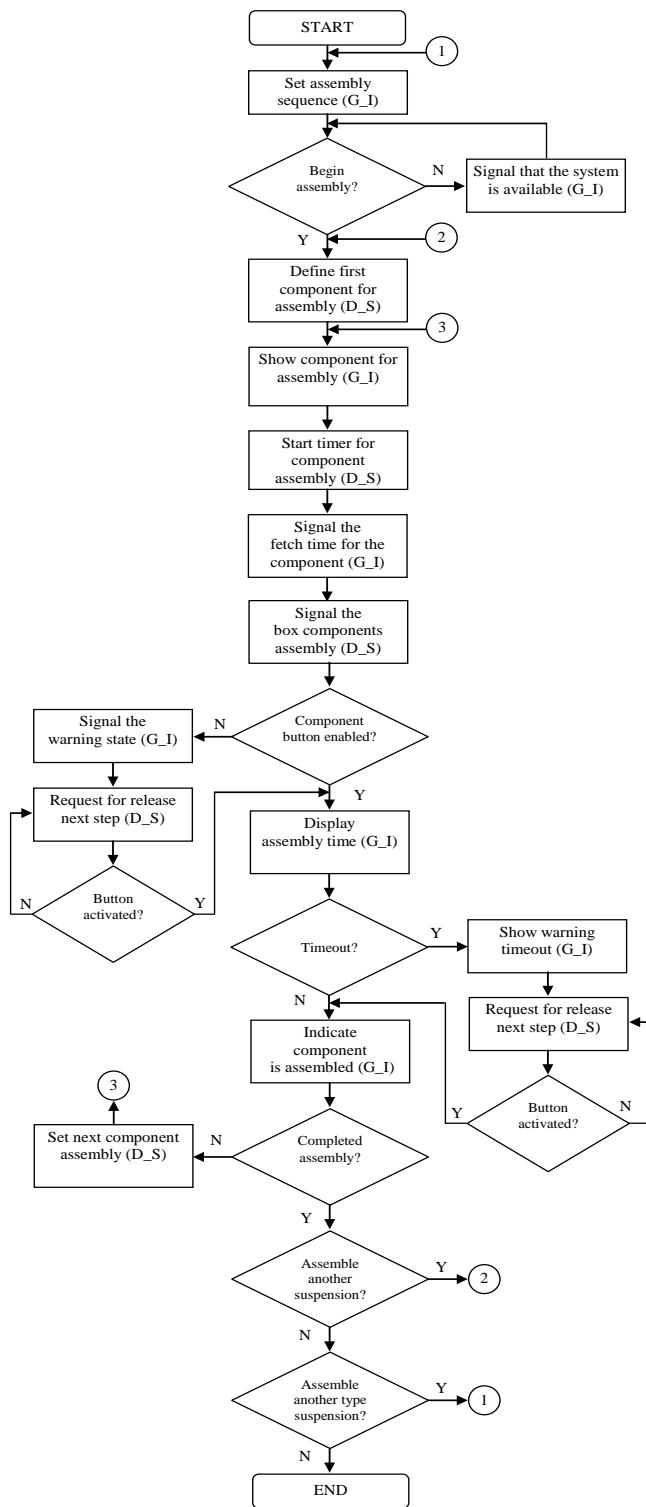 START
1
Set assembly
sequence (G_I)
Begin
assembly?
N
Signal that the system
is available (G_I)
Y
2
Define first
component for
assembly (D_S)
3
Show component for
assembly (G_I)
Start timer for
component
assembly (D_S)
Signal the
fetch time for the
component (G_I)
Signal the
box components
assembly (D_S)
Component
button enabled?
N
Signal the
warning state (G_I)
Request for release
next step (D_S)
Button
activated?
N
Y
Y
Display
assembly time (G_I)
Timeout?
Y
Show warning
timeout (G_I)
Request for release
next step (D_S)
Button
activated?
Y
N
N
Indicate
component
is assembled (G_I)
Completed
assembly?
N
Set next component
assembly (D_S)
3
Y
Assemble
another
suspension?
Y
2
N
Assemble
another type
suspension?
Y
1
N
END